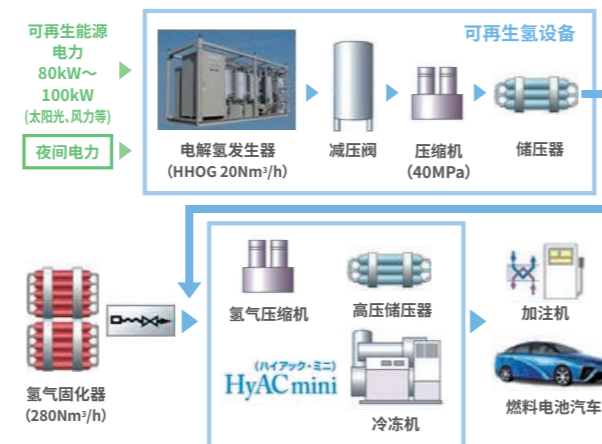 可再生能源
电力
80kW～
100kW
(太阳光、风力等)
夜间电力
可再生氢设备
电解氢发生器
（HHOG 20Nm³/h）
减压阀
压缩机
（40MPa）
储压器
氢气固化器
（280Nm³/h）
氢气压缩机
高压储压器
（ハイアック・ミニ）
HyAC mini
冷冻机
加注机
燃料电池汽车